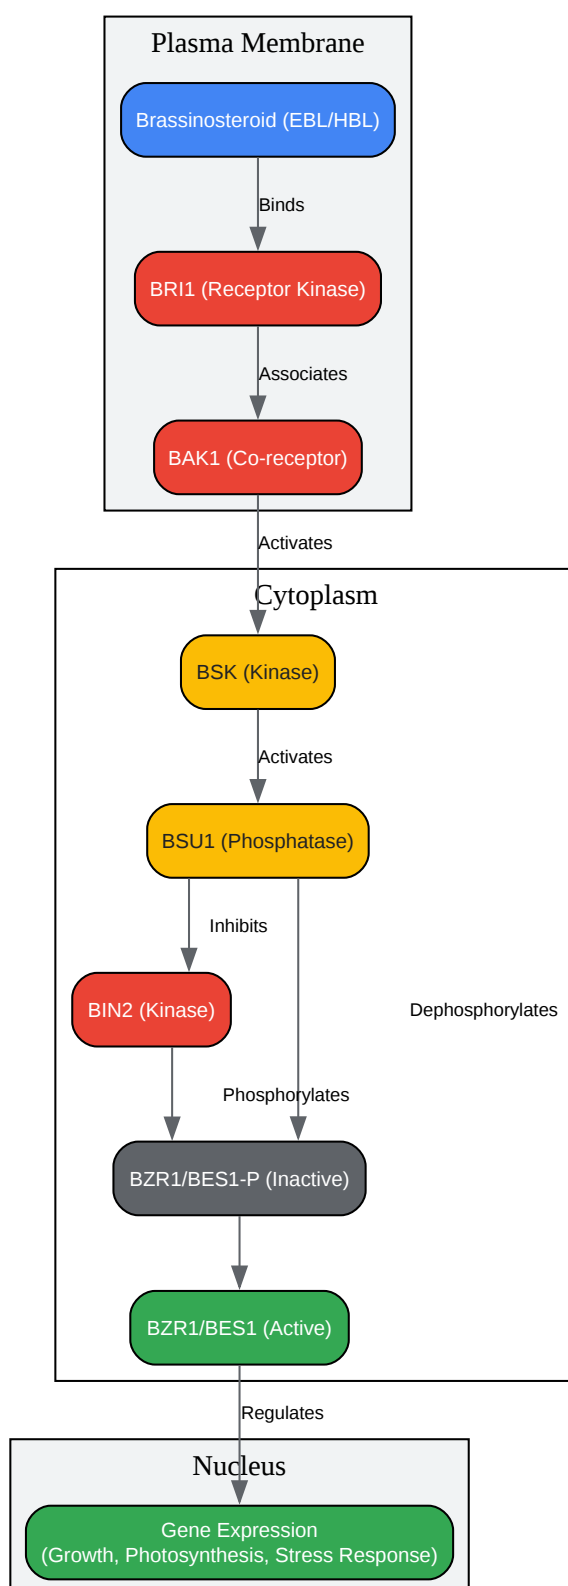 Plasma Membrane
Brassinosteroid (EBL/HBL)
Binds
BRI1 (Receptor Kinase)
Associates
BAK1 (Co-receptor)
Activates
Cytoplasm
BSK (Kinase)
Activates
BSU1 (Phosphatase)
Inhibits
BIN2 (Kinase)
Dephosphorylates
Phosphorylates
BZR1/BES1-P (Inactive)
BZR1/BES1 (Active)
Regulates
Nucleus
Gene Expression
(Growth, Photosynthesis, Stress Response)